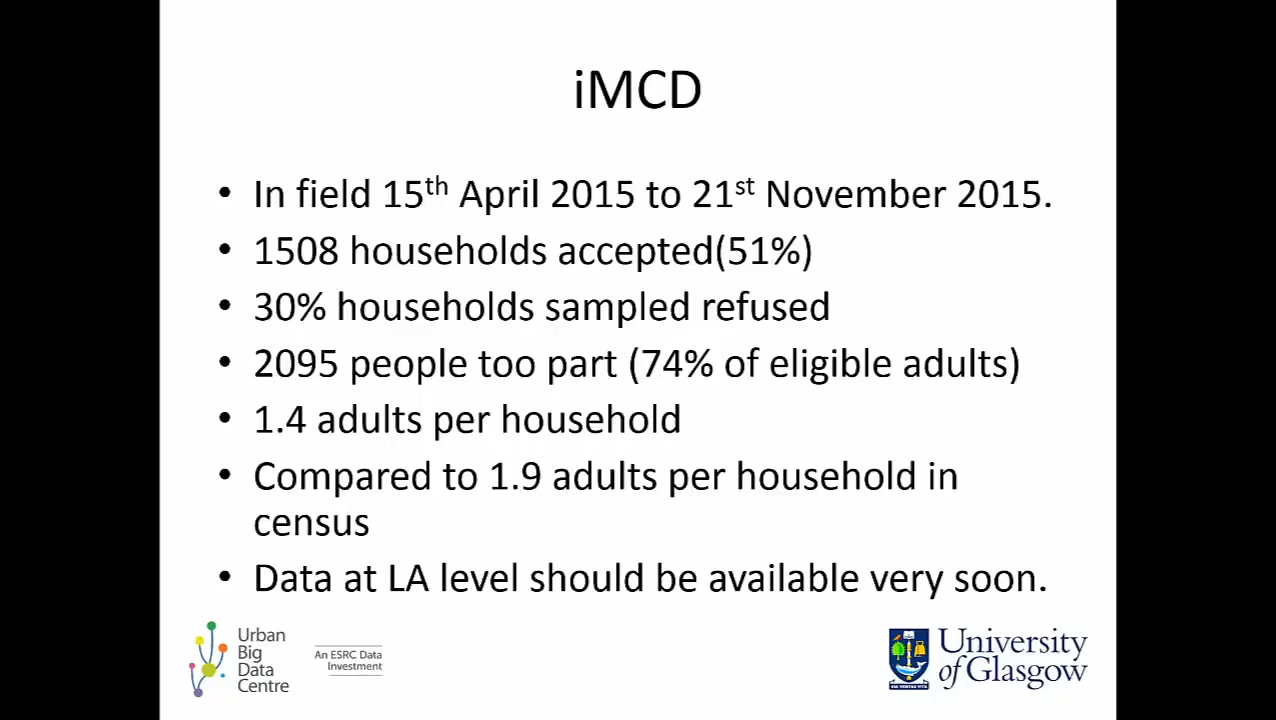 iMCD
• In field 15th April 2015 to 21st November 2015.
• 1508 households accepted(51%)
• 30% households sampled refused
• 2095 people too part (74% of eligible adults)
• 1.4 adults per household
• Compared to 1.9 adults per household in
census
• Data at LA level should be available very soon.
Urban
Big
Data
Centre
An ESRC Data
Investment
University
of Glasgow